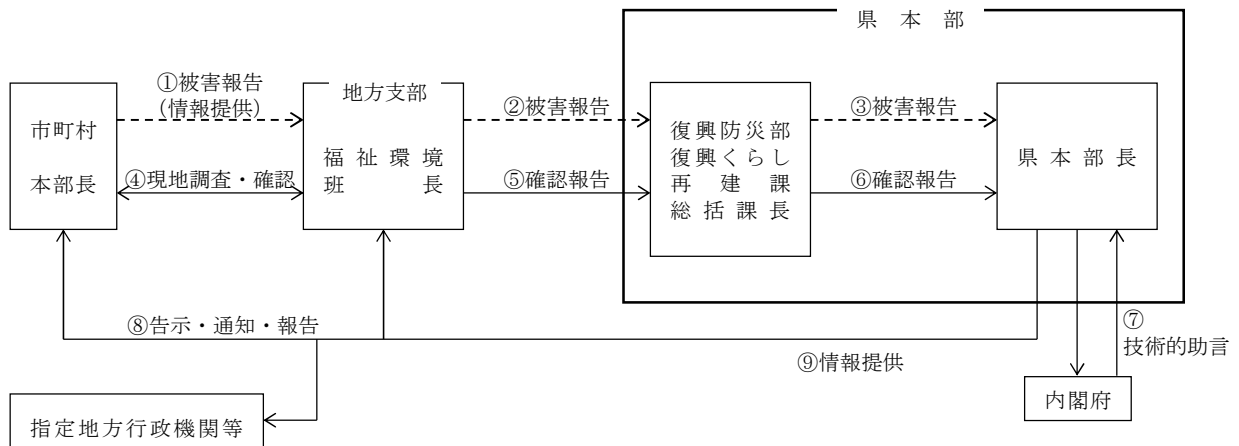 県本部
①被害報告
(情報提供)
地方支部
②被害報告
③被害報告
市町村
本部長
福祉環境
班長
復興防災部
復興くらし
再建課
総括課長
県本部長
④現地調査・確認
⑤確認報告
⑥確認報告
⑧告示・通知・報告
⑦
技術的助言
⑨情報提供
内閣府
指定地方行政機関等